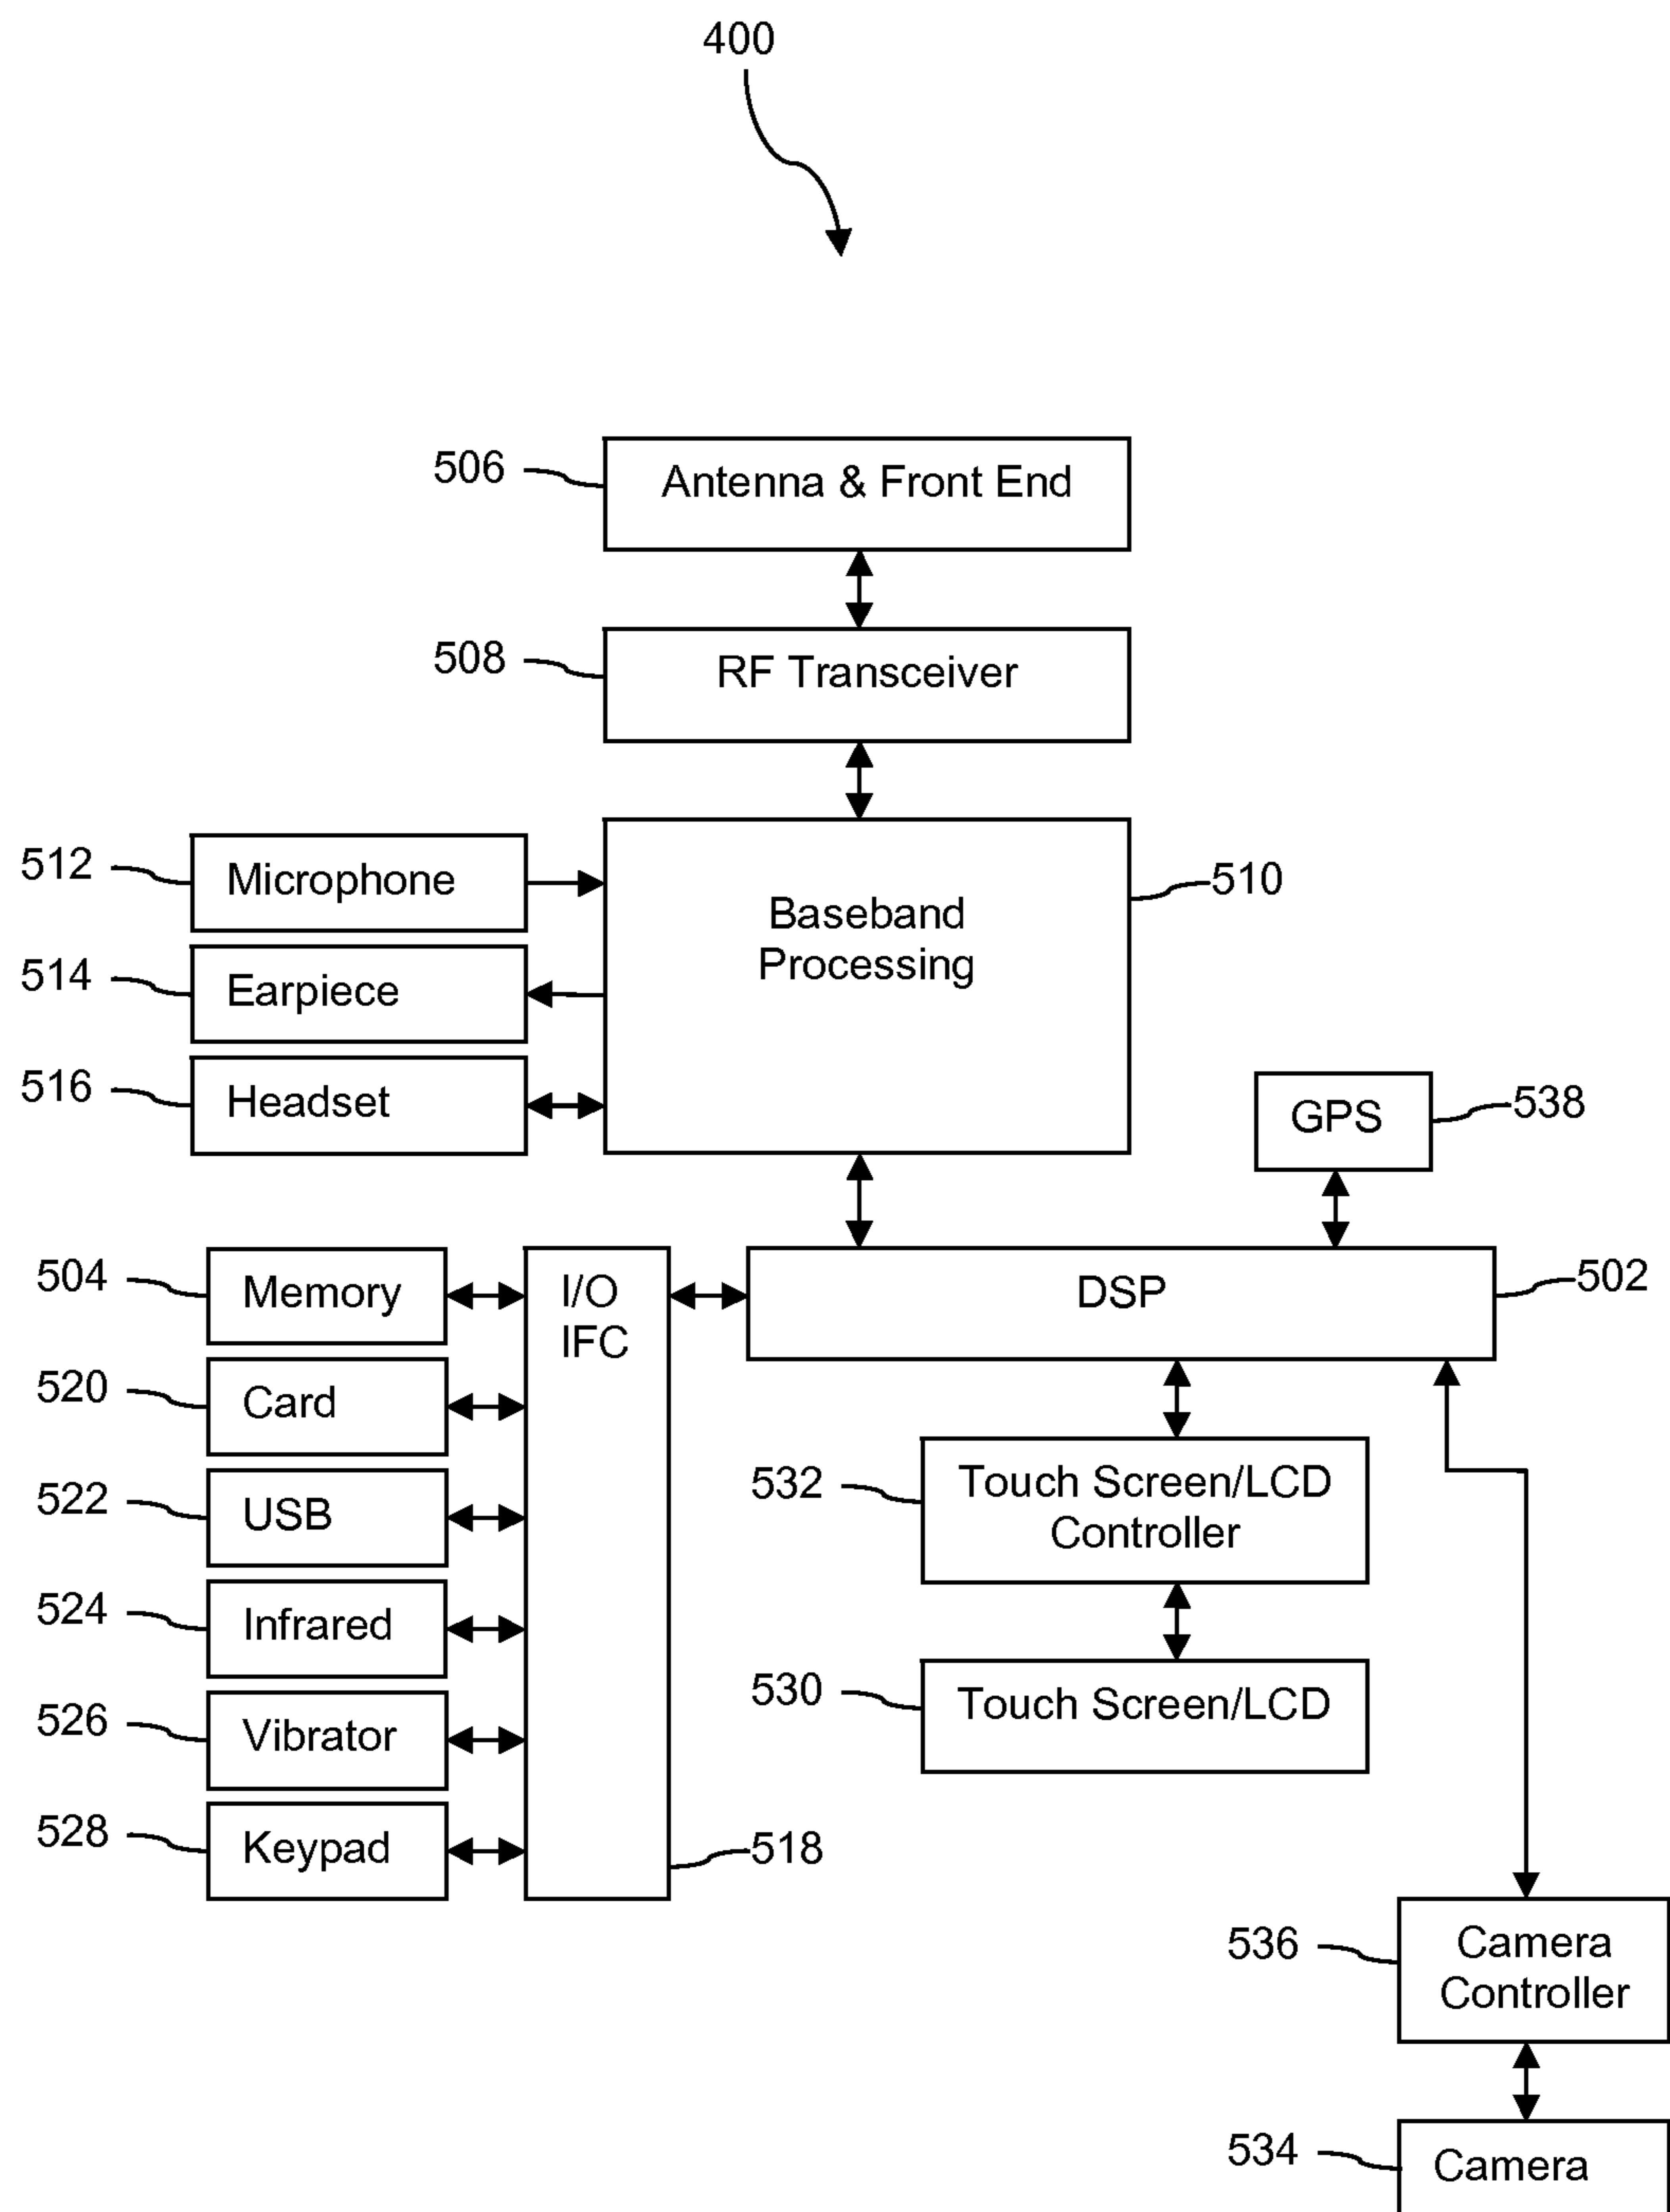 400
506
Antenna & Front End
508
RF Transceiver
512
Microphone
Baseband
Processing
510
514
Earpiece
516
Headset
GPS
538
504
Memory
I/O
IFC
DSP
502
520
Card
522
USB
532
Touch Screen/LCD
Controller
524
Infrared
526
Vibrator
530
Touch Screen/LCD
528
Keypad
518
536
Camera
Controller
534
Camera